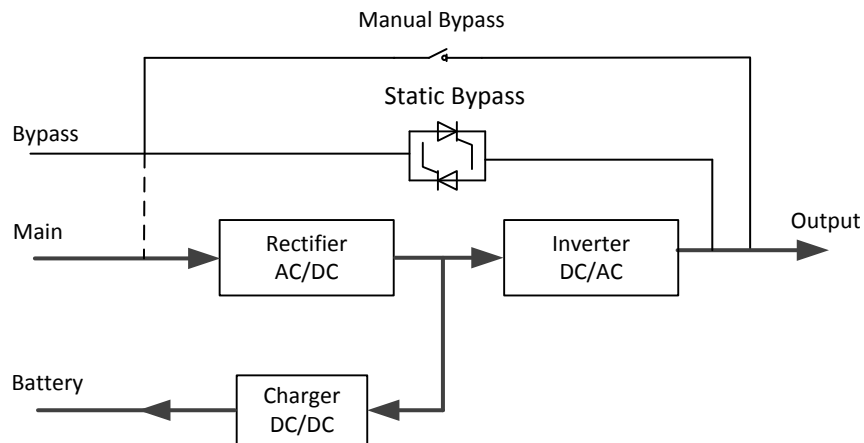 Manual Bypass
Static Bypass
Bypass
Main
Rectifier
AC/DC
Inverter
DC/AC
Output
Battery
Charger
DC/DC